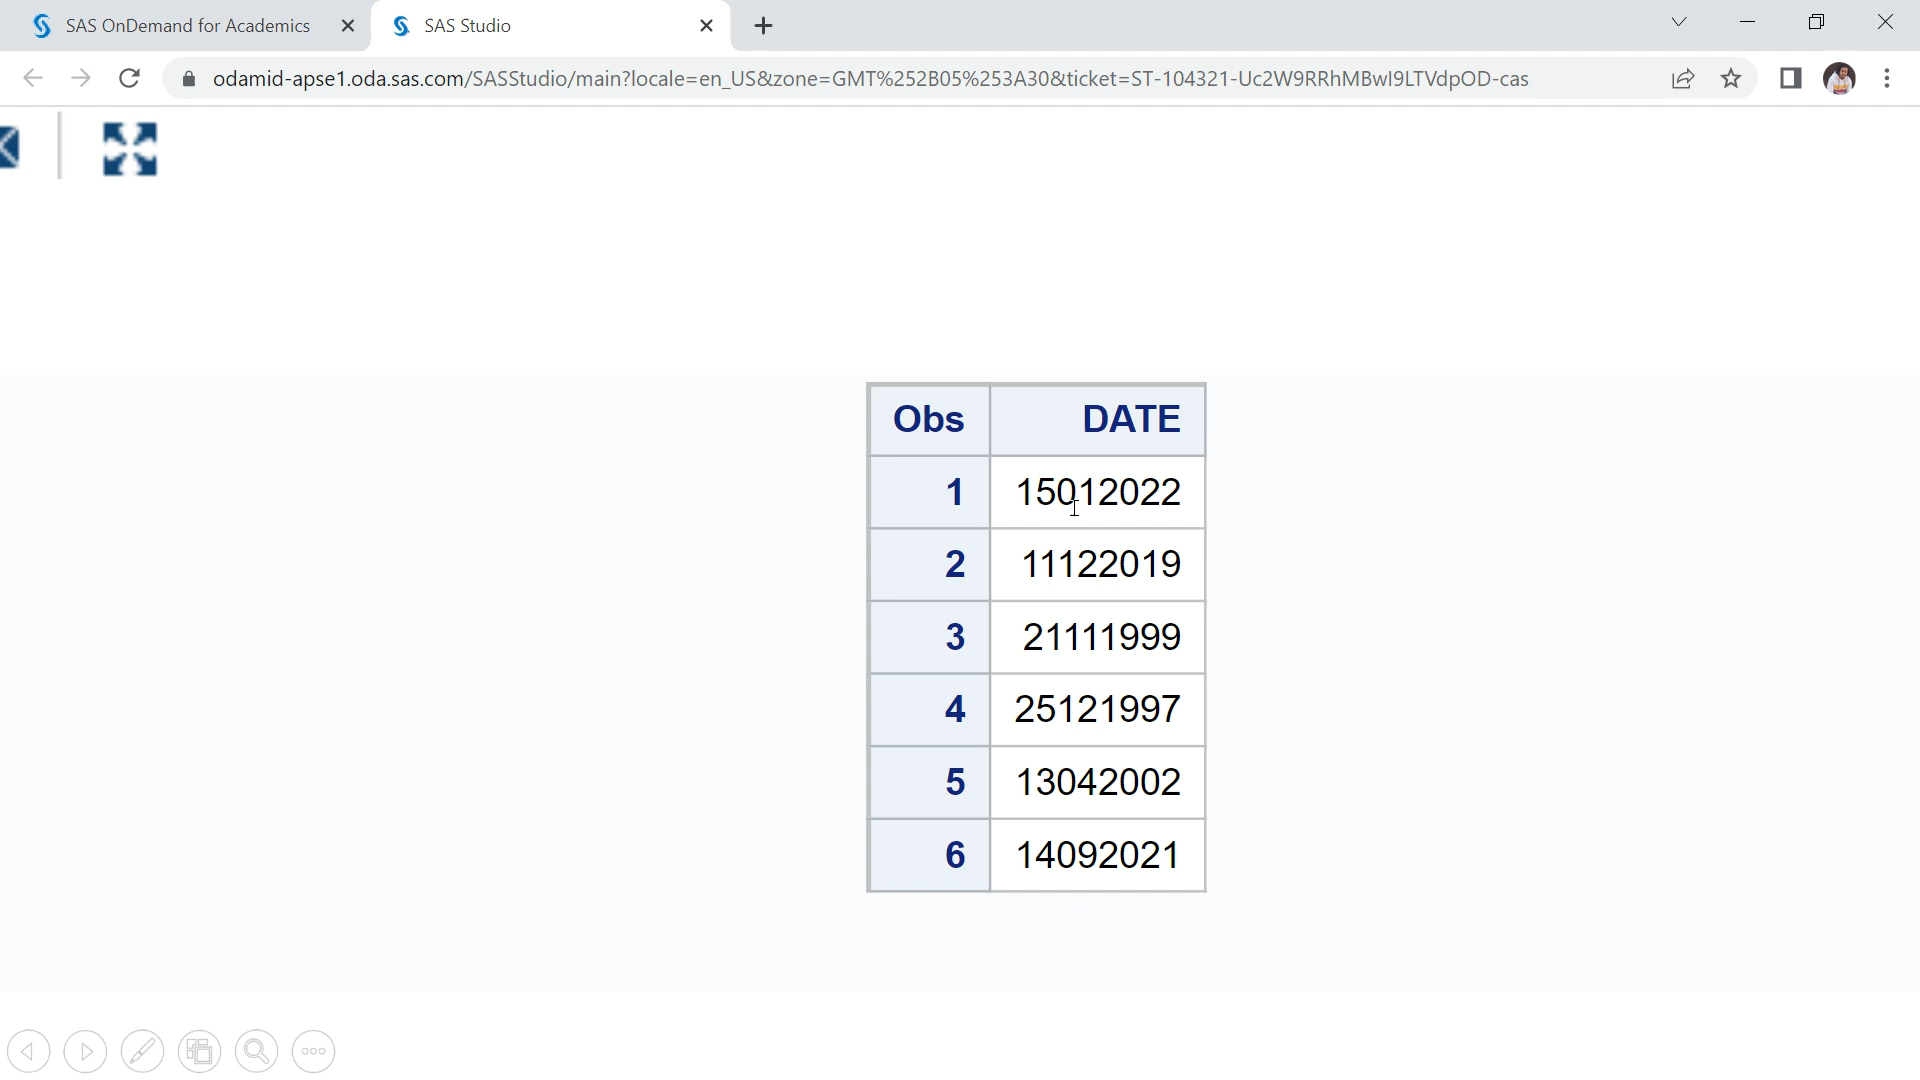 SAS OnDemand for Academics
SAS Studio
odamid-apse1.oda.sas.com/SASStudio/main?locale=en_US&zone=GMT%252B05%253A30&ticket=ST-104321-Uc2W9RRhMBwI9LTVdpOD-cas
Obs DATE
1 15012022
2 11122019
3 21111999
4 25121997
5 13042002
6 14092021